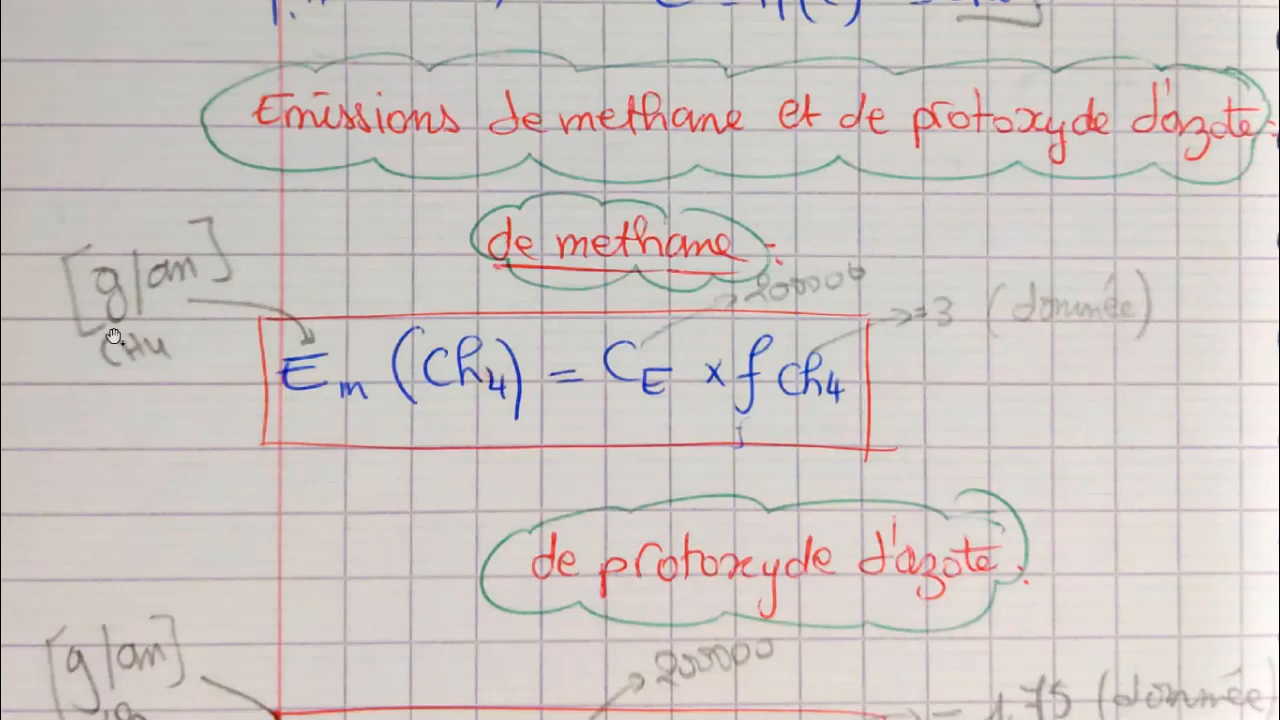 Emissions de methane et de protoxyde d'azote.
de methane :
[g/an]
CH4
200000
=3 (donnée)
Em (Ch4) = CE × f Ch4
de protoxyde d'azote.
[g/an]
200000
1,75 (donnée)